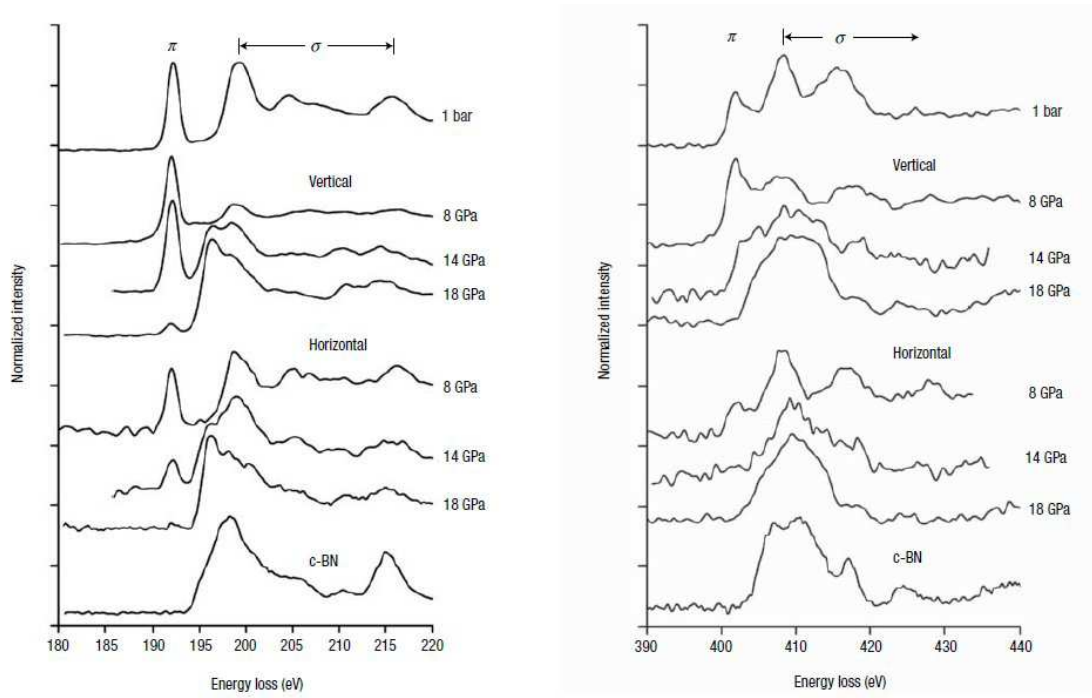 π
σ
1 bar
Vertical
8 GPa
14 GPa
18 GPa
Horizontal
8 GPa
14 GPa
18 GPa
c-BN
Normalized intensity
180 185 190 195 200 205 210 215 220
Energy loss (eV)
π
σ
1 bar
Vertical
8 GPa
14 GPa
18 GPa
Horizontal
8 GPa
14 GPa
18 GPa
c-BN
Normalized intensity
390 400 410 420 430 440
Energy loss (eV)